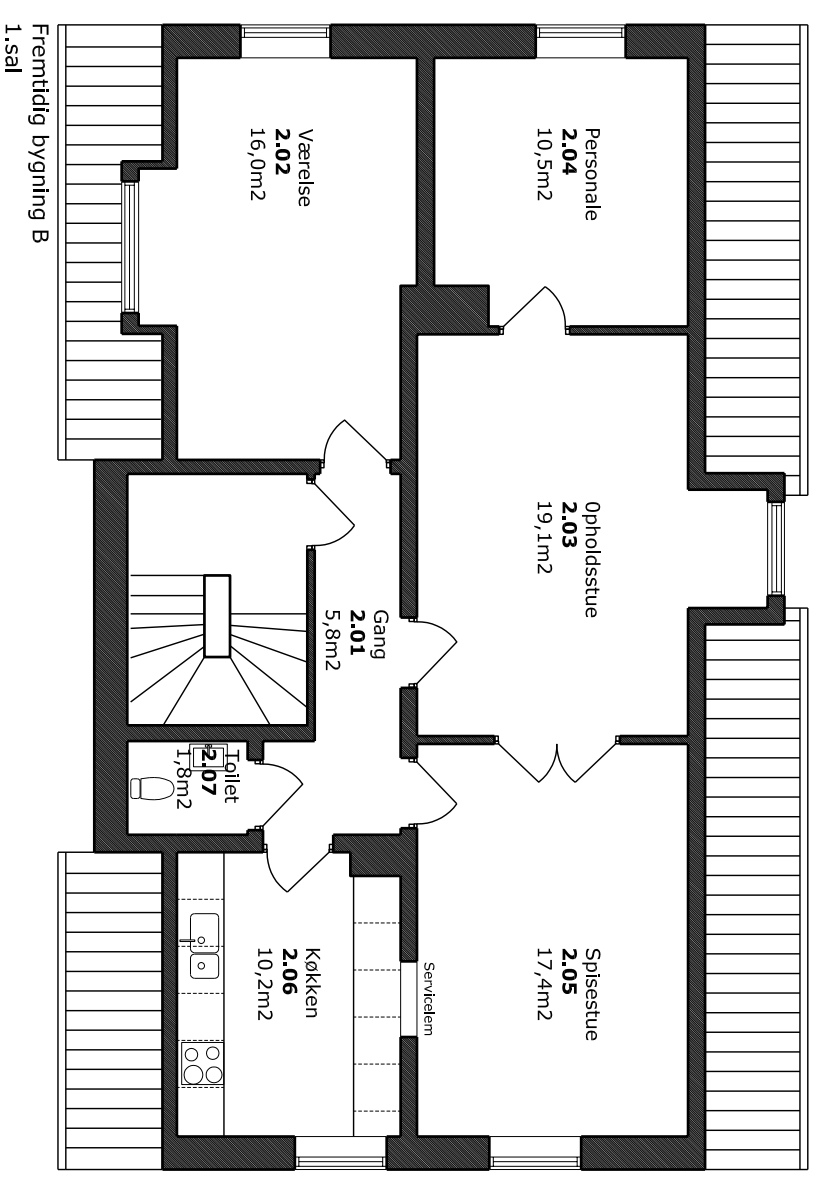 Fremtidig bygning B
1.sal
Værelse
2.02
16,0m2
Personale
2.04
10,5m2
Opholdsstue
2.03
19,1m2
Gang
2.01
5,8m2
Toilet
2.07
1,8m2
Køkken
2.06
10,2m2
Servicelem
Spisestue
2.05
17,4m2